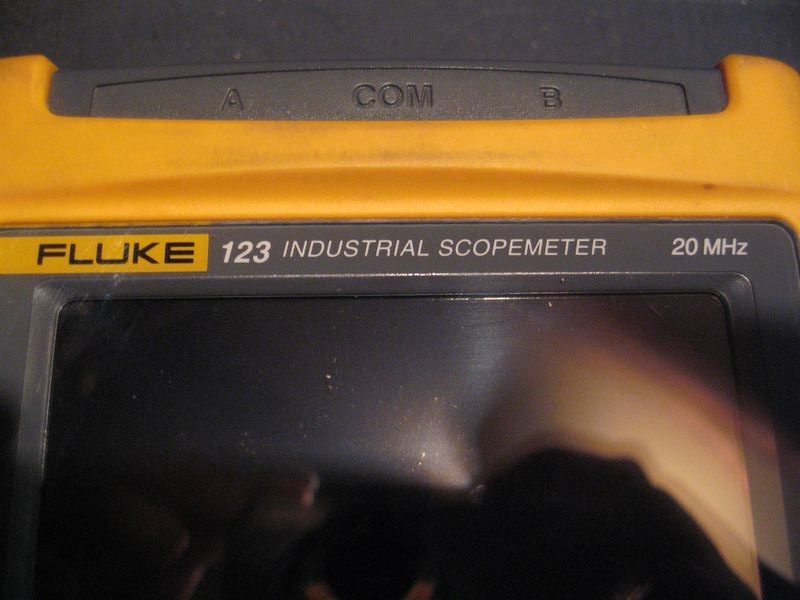 A COM B
FLUKE 123 INDUSTRIAL SCOPEMETER 20 MHz